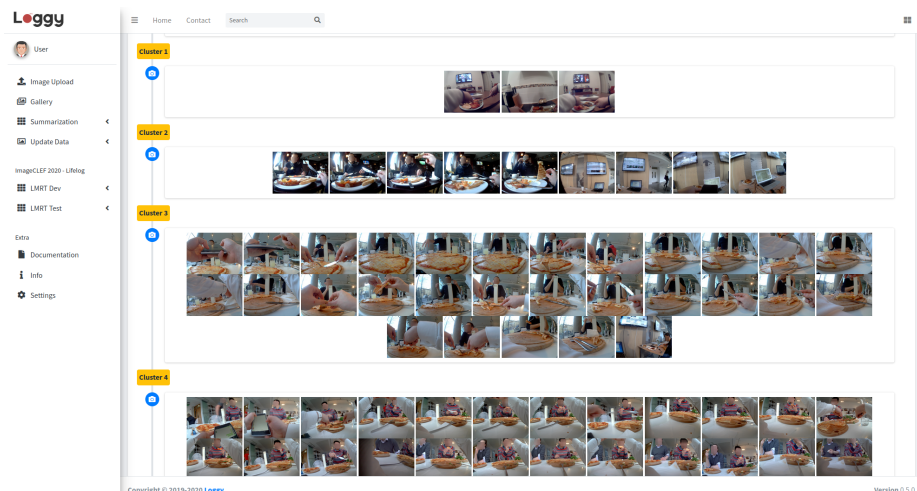 Loggy
Home Contact Search
User
Image Upload
Gallery
Summarization
Update Data
ImageCLEF 2020 - Lifelog
LMRT Dev
LMRT Test
Extra
Documentation
Info
Settings
Cluster 1
Cluster 2
Cluster 3
Cluster 4
Copyright © 2019-2020 Loggy
Version 0.5.0